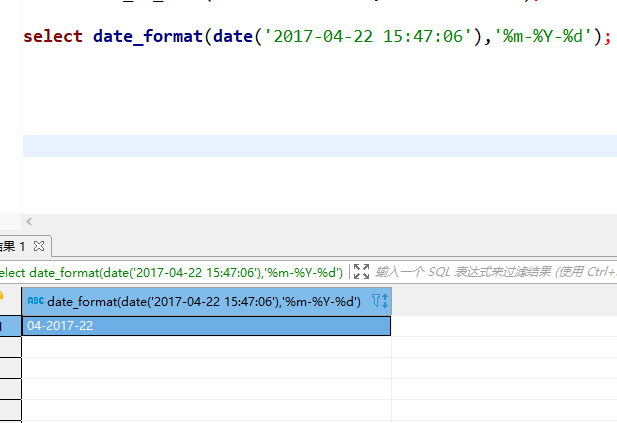 select date_format(date('2017-04-22 15:47:06'),'%m-%Y-%d');
结果 1
elect date_format(date('2017-04-22 15:47:06'),'%m-%Y-%d')
输入一个 SQL 表达式来过滤结果 (使用 Ctrl+
ABC date_format(date('2017-04-22 15:47:06'),'%m-%Y-%d')
04-2017-22